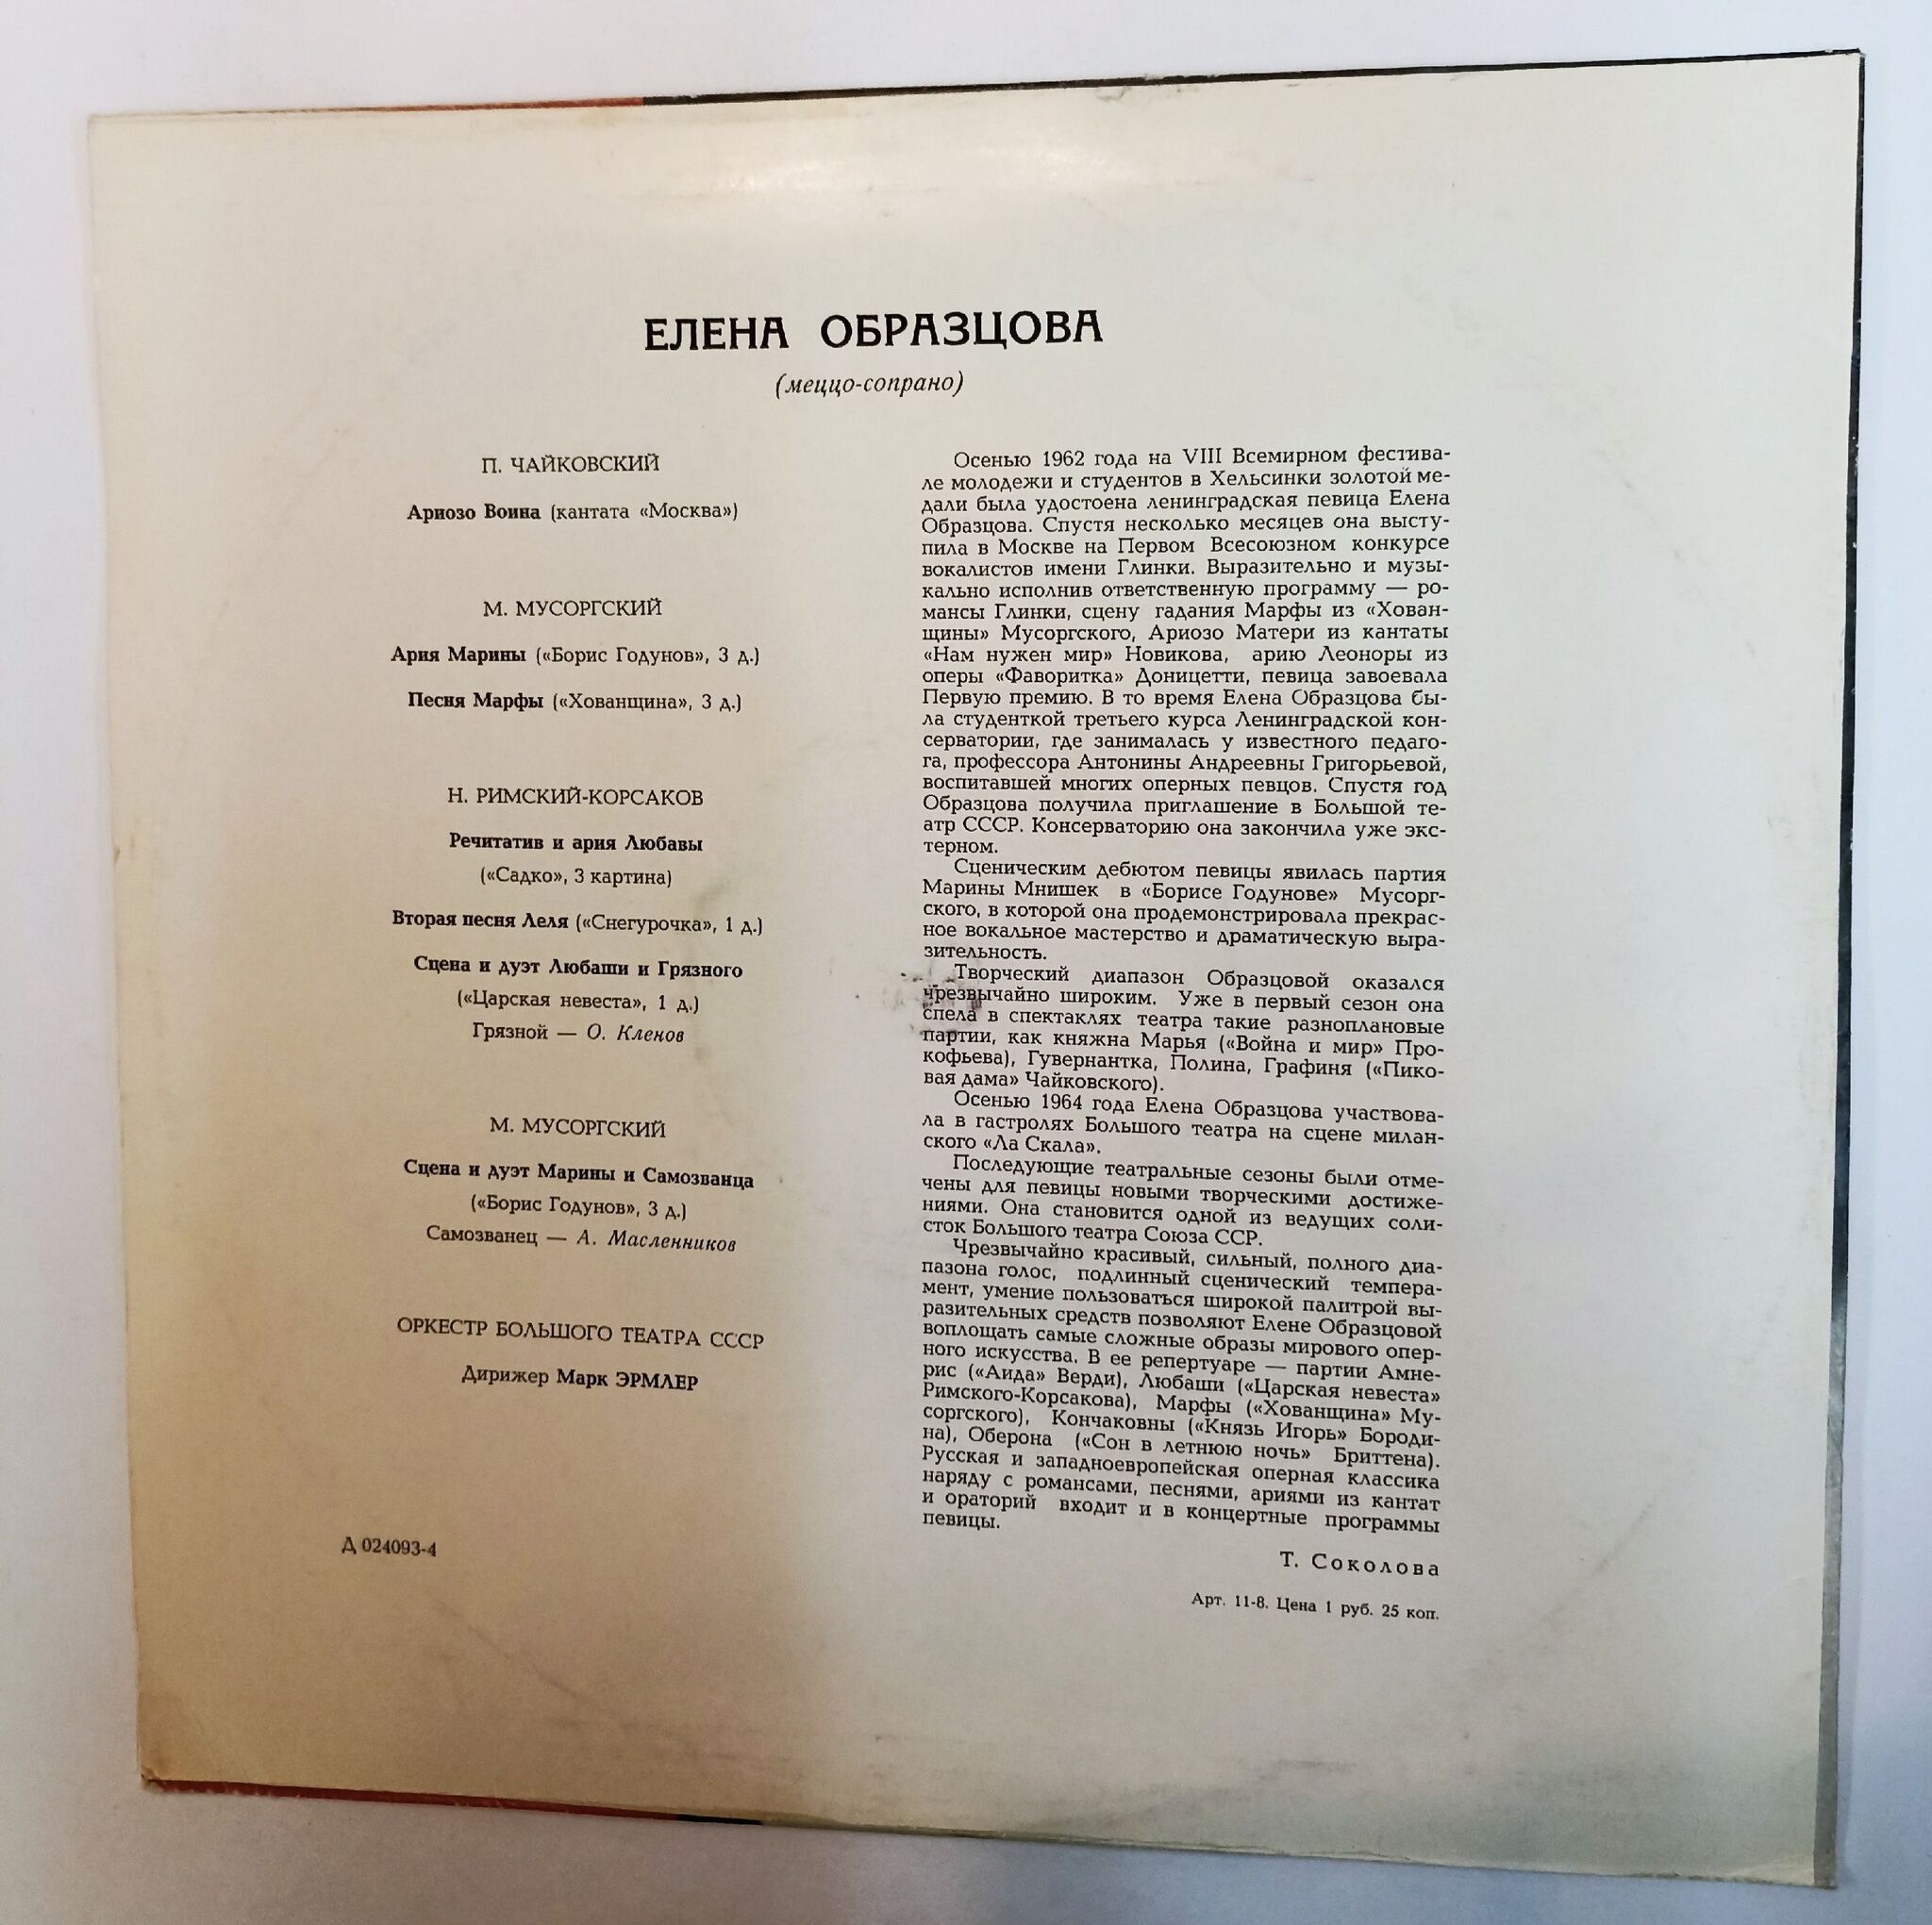 ЕЛЕНА ОБРАЗЦОВА
(меццо-сопрано)
П. ЧАЙКОВСКИЙ
Ариозо Воина (кантата «Москва»)
М. МУСОРГСКИЙ
Ария Марины («Борис Годунов», 3 д.)
Песня Марфы («Хованщина», 3 д.)
Н. РИМСКИЙ-КОРСАКОВ
Речитатив и ария Любавы
(«Садко», 3 картина)
Вторая песня Леля («Снегурочка», 1 д.)
Сцена и дуэт Любаши и Грязного
(«Царская невеста», 1 д.)
Грязной — О. Кленов
М. МУСОРГСКИЙ
Сцена и дуэт Марины и Самозванца
(«Борис Годунов», 3 д.)
Самозванец — А. Масленников
ОРКЕСТР БОЛЬШОГО ТЕАТРА СССР
Дирижер Марк ЭРМЛЕР
Д 024093-4
Осенью 1962 года на VIII Всемирном фестива-
ле молодежи и студентов в Хельсинки золотой ме-
дали была удостоена ленинградская певица Елена
Образцова. Спустя несколько месяцев она высту-
пила в Москве на Первом Всесоюзном конкурсе
вокалистов имени Глинки. Выразительно и музы-
кально исполнив ответственную программу — ро-
мансы Глинки, сцену гадания Марфы из «Хован-
щины» Мусоргского, Ариозо Матери из кантаты
«Нам нужен мир» Новикова, арию Леоноры из
оперы «Фаворитка» Доницетти, певица завоевала
Первую премию. В то время Елена Образцова бы-
ла студенткой третьего курса Ленинградской кон-
серватории, где занималась у известного педаго-
га, профессора Антонины Андреевны Григорьевой,
воспитавшей многих оперных певцов. Спустя год
Образцова получила приглашение в Большой те-
атр СССР. Консерваторию она закончила уже экс-
терном.
Сценическим дебютом певицы явилась партия
Марины Мнишек в «Борисе Годунове» Мусорг-
ского, в которой она продемонстрировала прекрас-
ное вокальное мастерство и драматическую выра-
зительность.
Творческий диапазон Образцовой оказался
чрезвычайно широким. Уже в первый сезон она
спела в спектаклях театра такие разноплановые
партии, как княжна Марья («Война и мир» Про-
кофьева), Гувернантка, Полина, Графиня («Пико-
вая дама» Чайковского).
Осенью 1964 года Елена Образцова участвова-
ла в гастролях Большого театра на сцене милан-
ского «Ла Скала».
Последующие театральные сезоны были отме-
чены для певицы новыми творческими достиже-
ниями. Она становится одной из ведущих соли-
сток Большого театра Союза ССР.
Чрезвычайно красивый, сильный, полного диа-
пазона голос, подлинный сценический темпера-
мент, умение пользоваться широкой палитрой вы-
разительных средств позволяют Елене Образцовой
воплощать самые сложные образы мирового опер-
ного искусства. В ее репертуаре — партии Амне-
рис («Аида» Верди), Любаши («Царская невеста»
Римского-Корсакова), Марфы («Хованщина» Му-
соргского), Кончаковны («Князь Игорь» Бороди-
на), Оберона («Сон в летнюю ночь» Бриттена).
Русская и западноевропейская оперная классика
наряду с романсами, песнями, ариями из кантат
и ораторий входит и в концертные программы
певицы.
Т. Соколова
Арт. 11-8. Цена 1 руб. 25 коп.